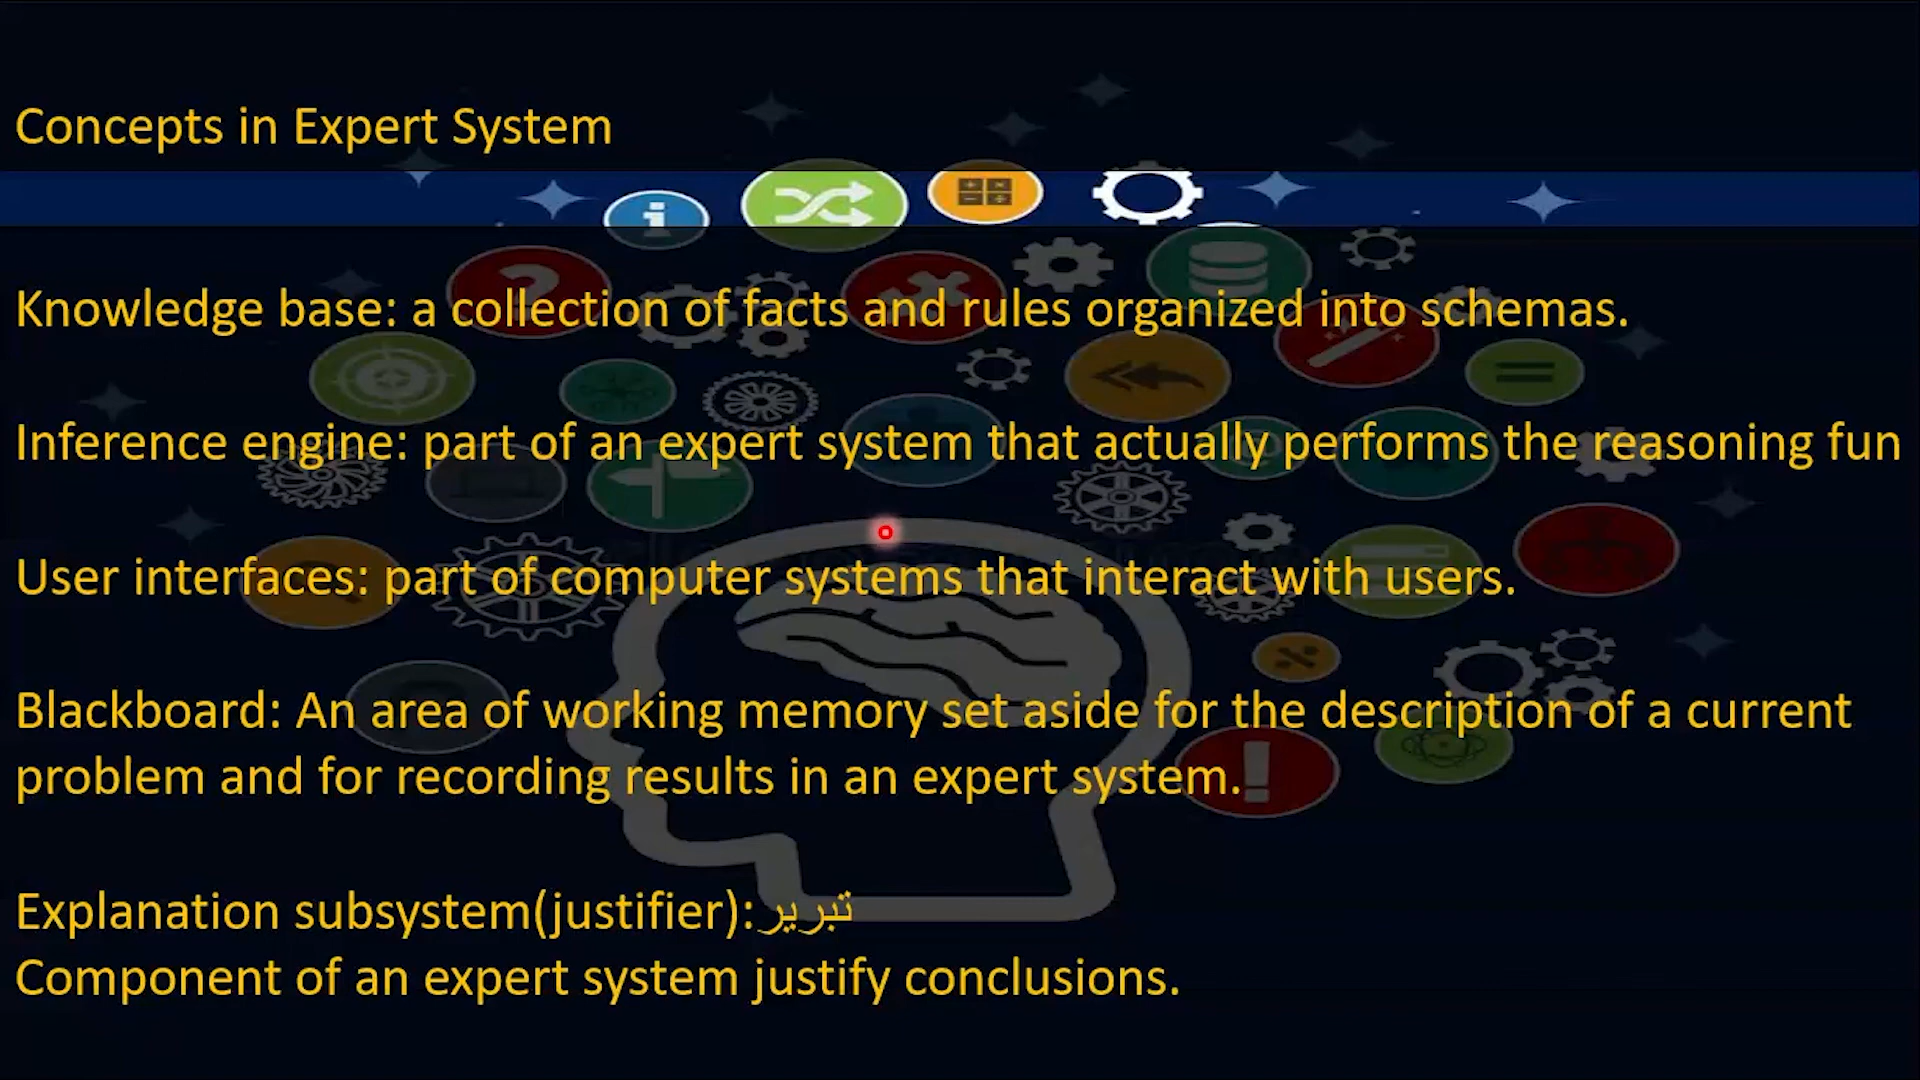 Concepts in Expert System
Knowledge base: a collection of facts and rules organized into schemas.
Inference engine: part of an expert system that actually performs the reasoning fun
User interfaces: part of computer systems that interact with users.
Blackboard: An area of working memory set aside for the description of a current
problem and for recording results in an expert system.
Explanation subsystem(justifier):تبرير
Component of an expert system justify conclusions.